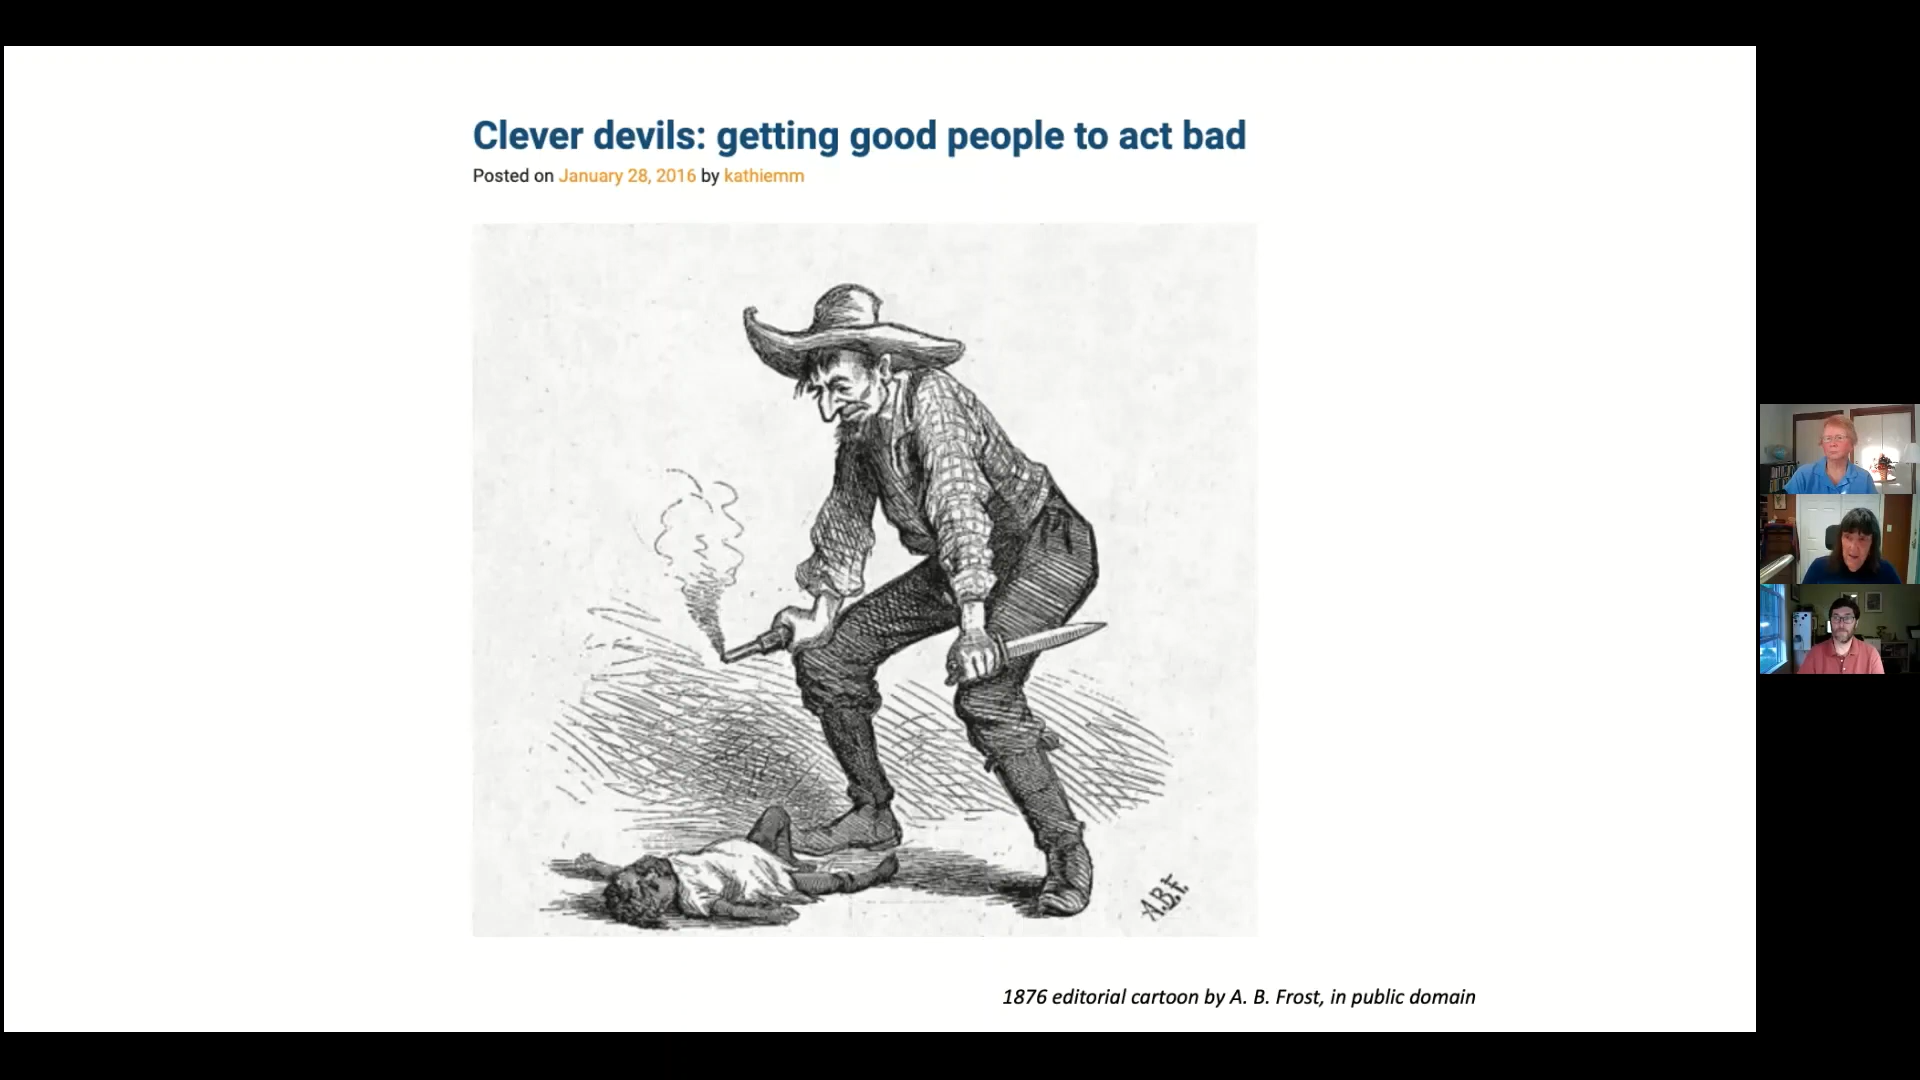 Clever devils: getting good people to act bad
Posted on January 28, 2016 by kathiemm
A.B.F.
1876 editorial cartoon by A. B. Frost, in public domain